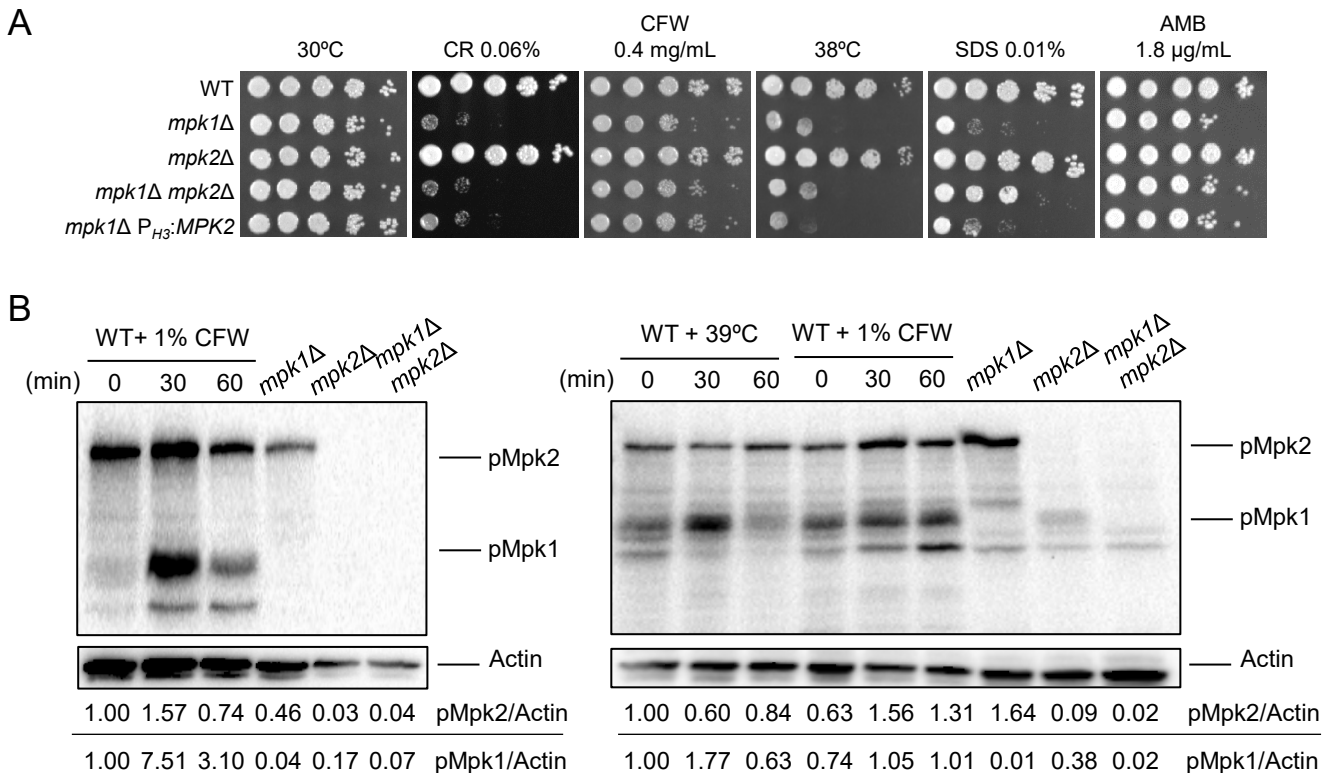 A
30ºC
CR 0.06%
CFW
0.4 mg/mL
38ºC
SDS 0.01%
AMB
1.8 µg/mL
WT
mpk1Δ
mpk2Δ
mpk1Δ mpk2Δ
mpk1Δ PH3:MPK2
B
WT+ 1% CFW
mpk1Δ
mpk2Δ
mpk1Δ
mpk2Δ
(min) 0 30 60
pMpk2
pMpk1
Actin
1.00 1.57 0.74 0.46 0.03 0.04 pMpk2/Actin
1.00 7.51 3.10 0.04 0.17 0.07 pMpk1/Actin
WT + 39ºC
WT + 1% CFW
mpk1Δ
mpk2Δ
mpk1Δ
mpk2Δ
(min) 0 30 60 0 30 60
pMpk2
pMpk1
Actin
1.00 0.60 0.84 0.63 1.56 1.31 1.64 0.09 0.02 pMpk2/Actin
1.00 1.77 0.63 0.74 1.05 1.01 0.01 0.38 0.02 pMpk1/Actin